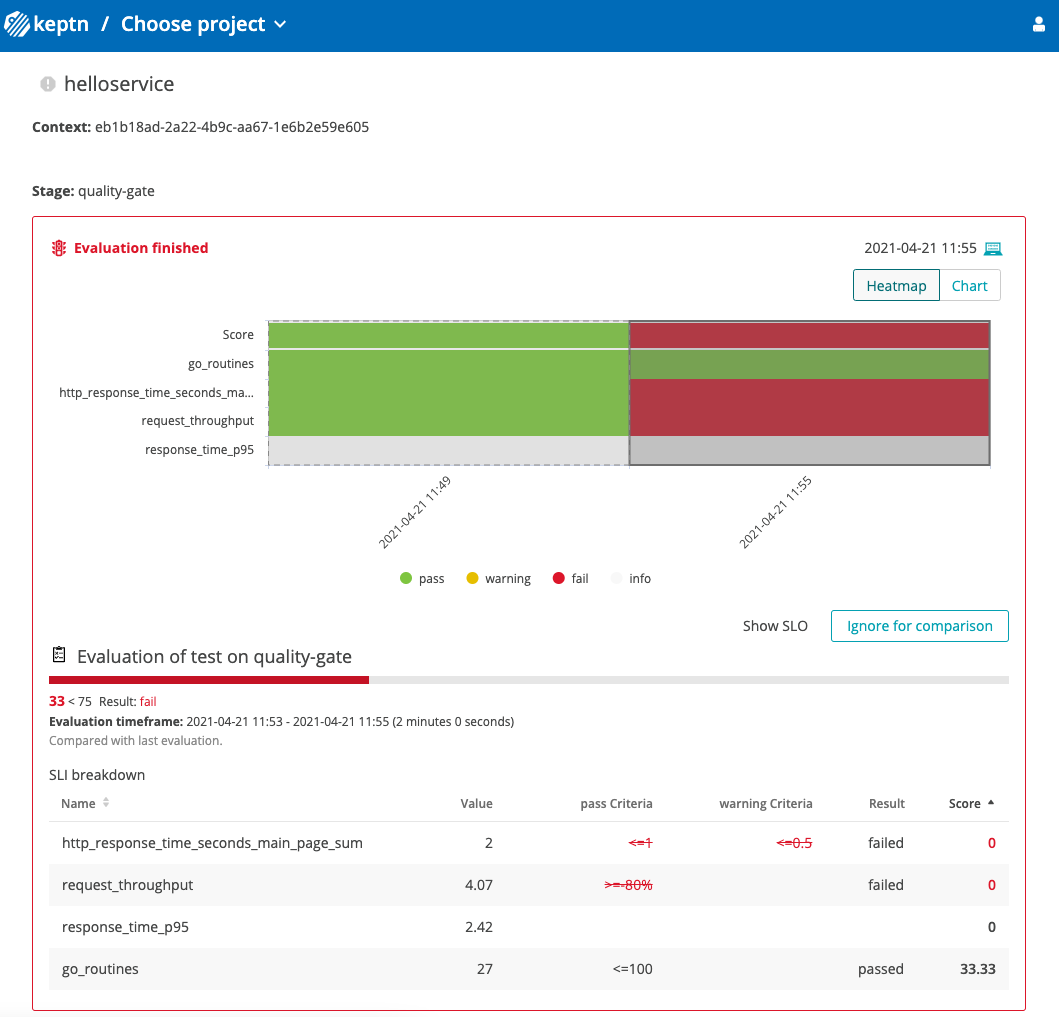 keptn / Choose project
helloservice
Context: eb1b18ad-2a22-4b9c-aa67-1e6b2e59e605
Stage: quality-gate
Evaluation finished 2021-04-21 11:55
Heatmap Chart
Score
go_routines
http_response_time_seconds_ma...
request_throughput
response_time_p95
2021-04-21 11:49 2021-04-21 11:55
pass warning fail info
Show SLO Ignore for comparison
Evaluation of test on quality-gate
33 < 75 Result: fail
Evaluation timeframe: 2021-04-21 11:53 - 2021-04-21 11:55 (2 minutes 0 seconds)
Compared with last evaluation.
SLI breakdown
Name Value pass Criteria warning Criteria Result Score
http_response_time_seconds_main_page_sum 2 <=1 <=0.5 failed 0
request_throughput 4.07 >=-80% failed 0
response_time_p95 2.42 0
go_routines 27 <=100 passed 33.33